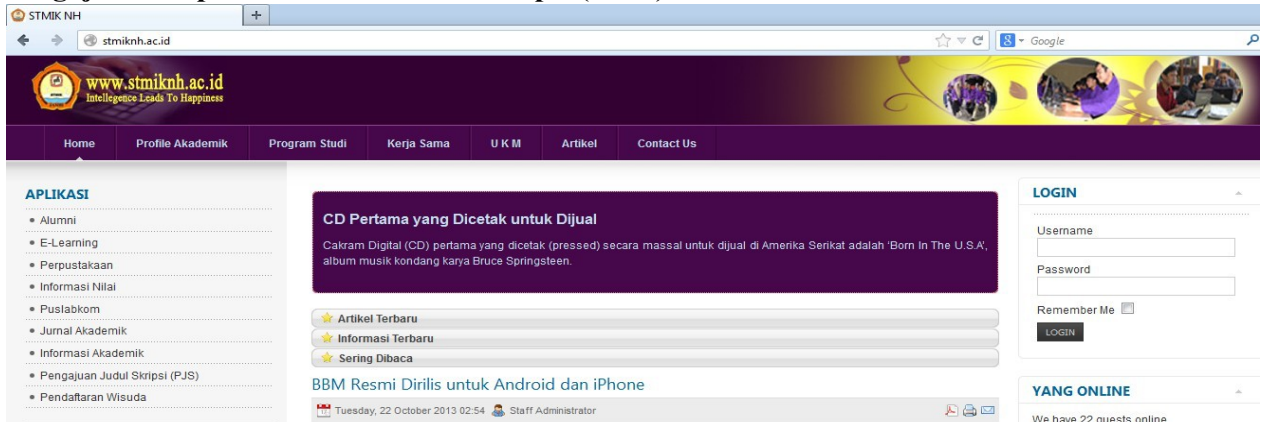 STMIK NH
+
stmiknh.ac.id
Google
www.stmiknh.ac.id
Intellegence Leads To Happiness
Home
Profile Akademik
Program Studi
Kerja Sama
U K M
Artikel
Contact Us
APLIKASI
Alumni
E-Learning
Perpustakaan
Informasi Nilai
Puslabkom
Jurnal Akademik
Informasi Akademik
Pengajuan Judul Skripsi (PJS)
Pendaftaran Wisuda
CD Pertama yang Dicetak untuk Dijual
Cakram Digital (CD) pertama yang dicetak (pressed) secara massal untuk dijual di Amerika Serikat adalah 'Born In The U.S.A',
album musik kondang karya Bruce Springsteen.
Artikel Terbaru
Informasi Terbaru
Sering Dibaca
BBM Resmi Dirilis untuk Android dan iPhone
Tuesday, 22 October 2013 02:54 Staff Administrator
LOGIN
Username
Password
Remember Me
LOGIN
YANG ONLINE
We have 22 guests online